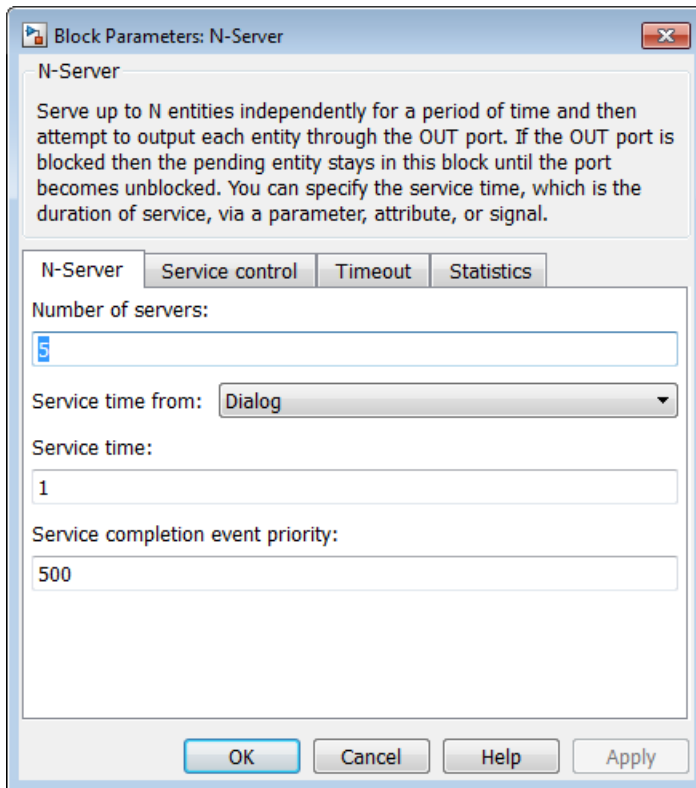 Block Parameters: N-Server
N-Server
Serve up to N entities independently for a period of time and then
attempt to output each entity through the OUT port. If the OUT port is
blocked then the pending entity stays in this block until the port
becomes unblocked. You can specify the service time, which is the
duration of service, via a parameter, attribute, or signal.
N-Server Service control Timeout Statistics
Number of servers:
5
Service time from: Dialog
Service time:
1
Service completion event priority:
500
OK Cancel Help Apply